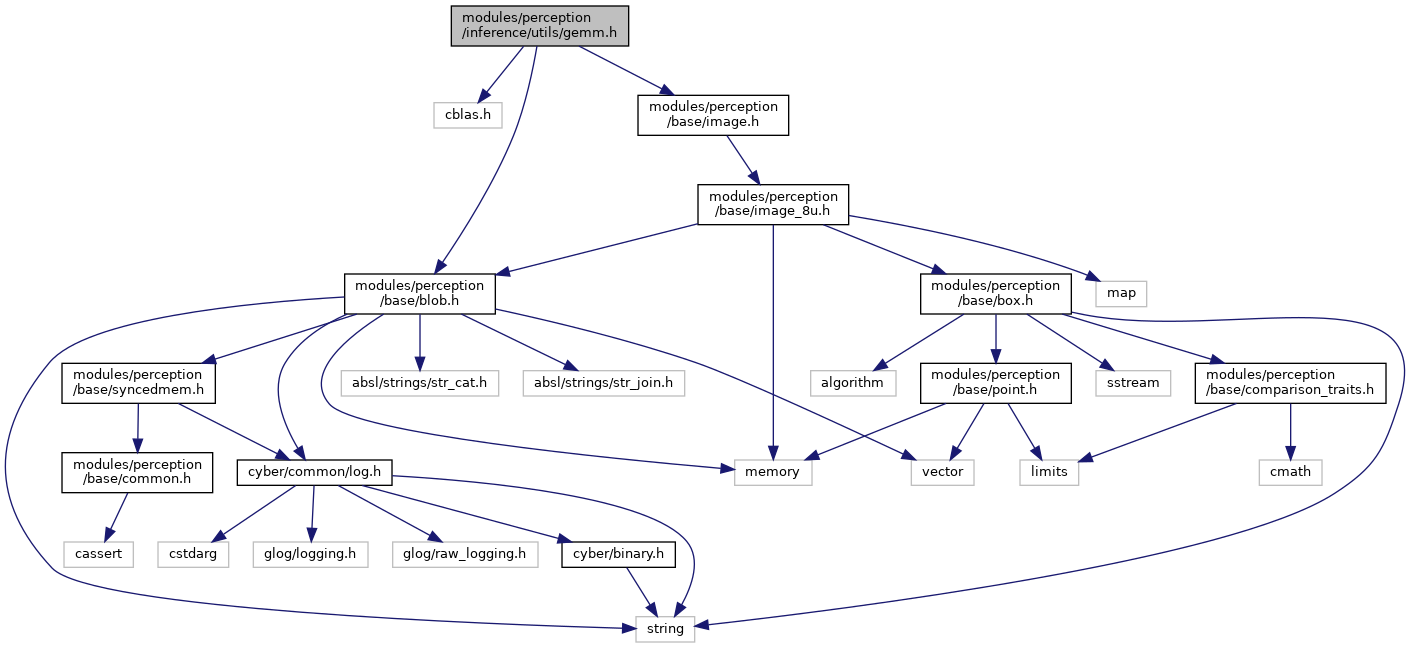 modules/perception
/inference/utils/gemm.h
cblas.h
modules/perception
/base/image.h
modules/perception
/base/image_8u.h
modules/perception
/base/blob.h
modules/perception
/base/box.h
map
modules/perception
/base/syncedmem.h
absl/strings/str_cat.h
absl/strings/str_join.h
algorithm
modules/perception
/base/point.h
sstream
modules/perception
/base/comparison_traits.h
modules/perception
/base/common.h
cyber/common/log.h
memory
vector
limits
cmath
cassert
cstdarg
glog/logging.h
glog/raw_logging.h
cyber/binary.h
string